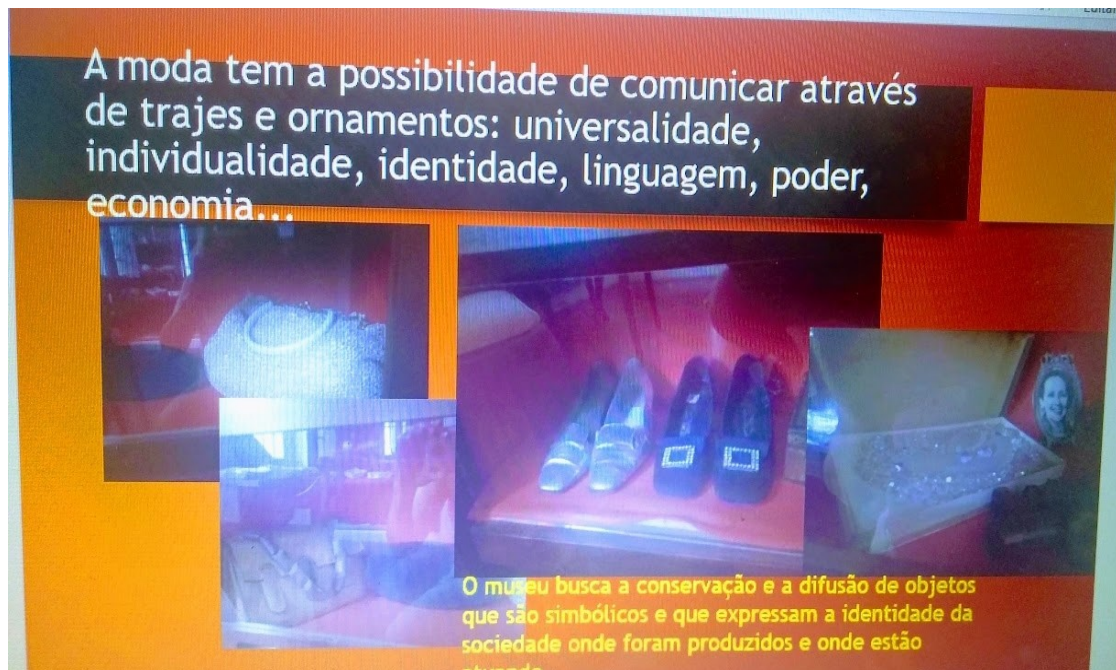 A moda tem a possibilidade de comunicar através
de trajes e ornamentos: universalidade,
individualidade, identidade, linguagem, poder,
economia...
O museu busca a conservação e a difusão de objetos
que são simbólicos e que expressam a identidade da
sociedade onde foram produzidos e onde estão